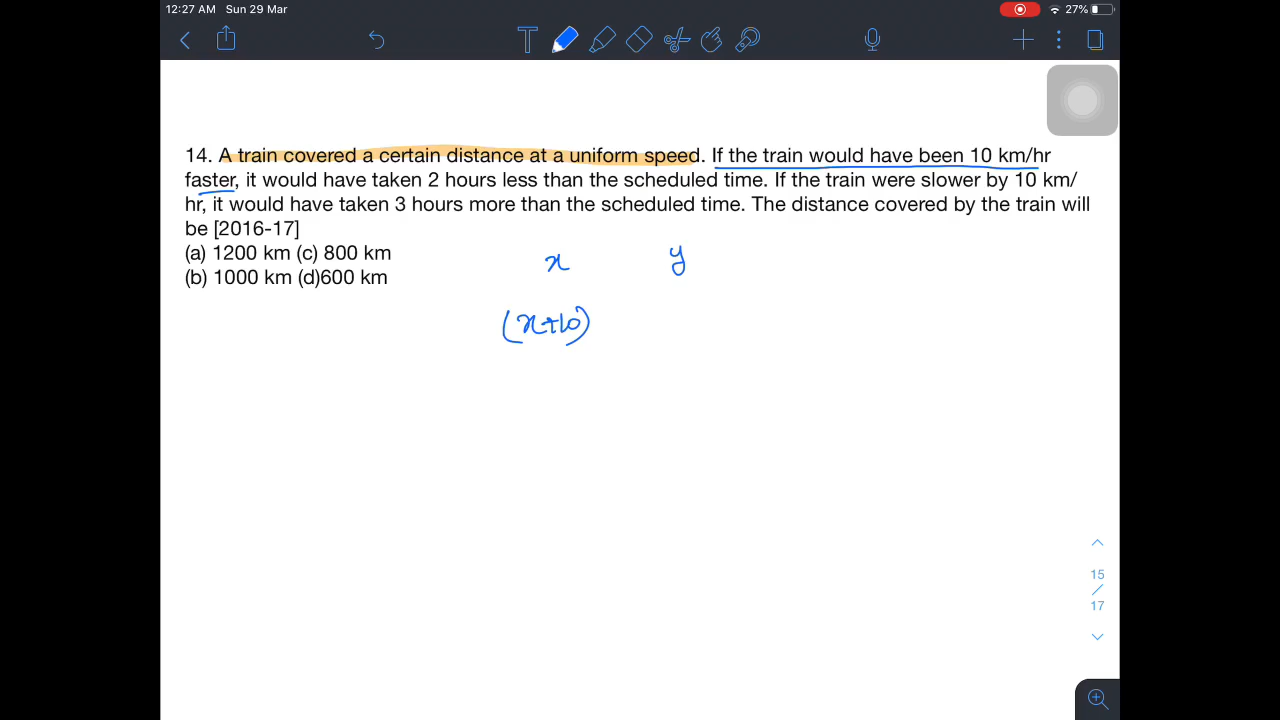 12:27 AM Sun 29 Mar
27%
T
14. A train covered a certain distance at a uniform speed. If the train would have been 10 km/hr
faster, it would have taken 2 hours less than the scheduled time. If the train were slower by 10 km/
hr, it would have taken 3 hours more than the scheduled time. The distance covered by the train will
be [2016-17]
(a) 1200 km (c) 800 km
(b) 1000 km (d)600 km
x y
(x+10)
15
/
17